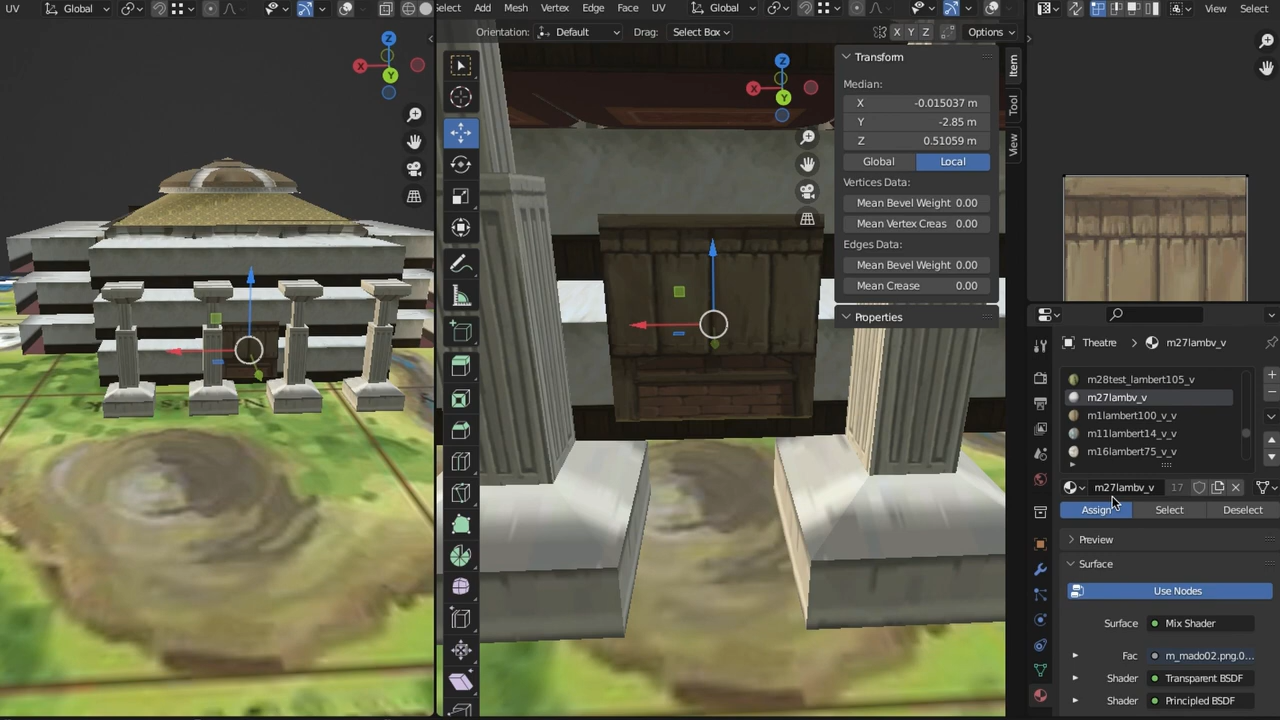 UV Global
Select Add Mesh Vertex Edge Face UV Global View Select
Orientation: Default Drag: Select Box X Y Z Options
Z X Y
Z X Y
Transform
Item
Tool
View
Median:
X -0.015037 m
Y -2.85 m
Z 0.51059 m
Global Local
Vertices Data:
Mean Bevel Weight 0.00
Mean Vertex Creas 0.00
Edges Data:
Mean Bevel Weight 0.00
Mean Crease 0.00
Properties
Theatre > m27lambv_v
m28test_lambert105_v
m27lambv_v
m1lambert100_v_v
m11lambert14_v_v
m16lambert75_v_v
m27lambv_v 17
Assign Select Deselect
Preview
Surface
Use Nodes
Surface Mix Shader
Fac m_mado02.png.0...
Shader Transparent BSDF
Shader Principled BSDF